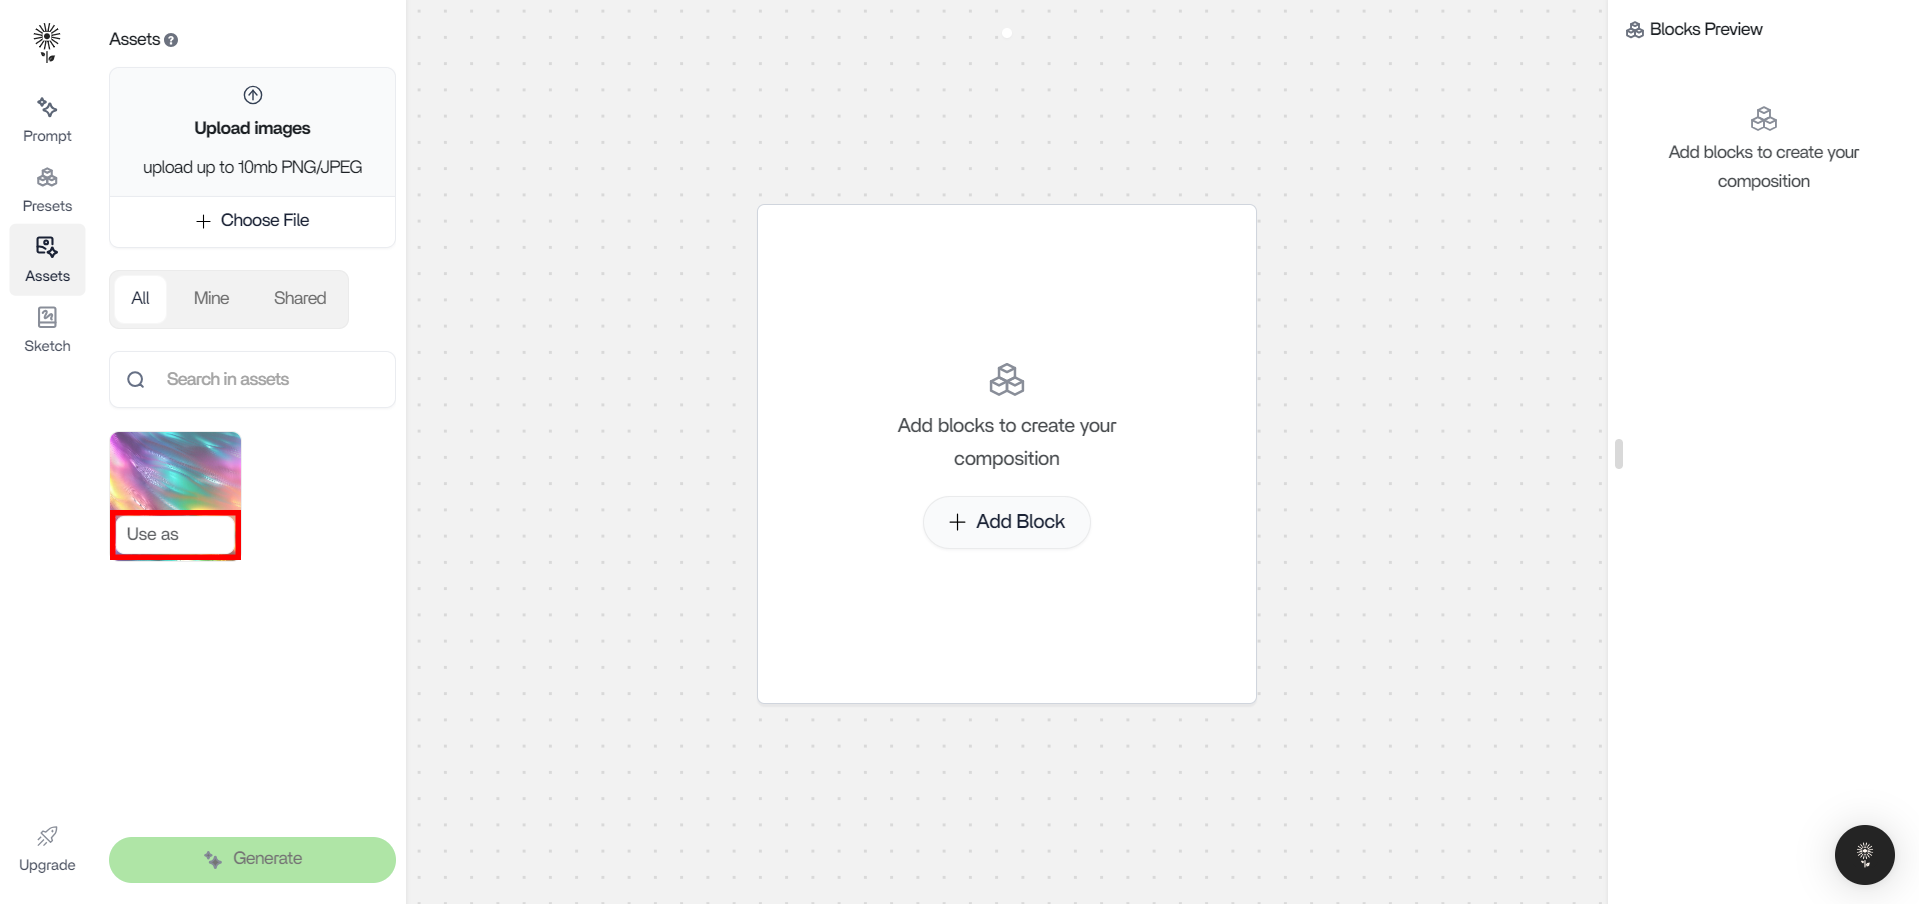 Assets
Upload images
upload up to 10mb PNG/JPEG
Choose File
All
Mine
Shared
Search in assets
Use as
Generate
Prompt
Presets
Assets
Sketch
Upgrade
Add blocks to create your
composition
Add Block
Blocks Preview
Add blocks to create your
composition